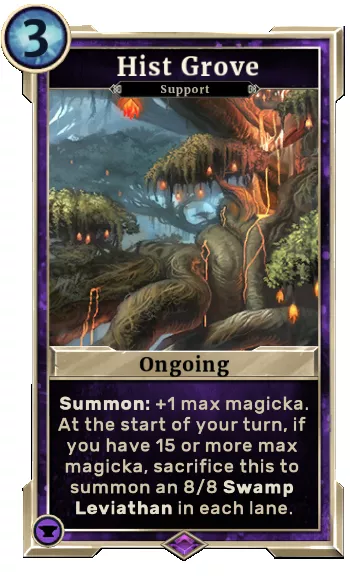 3
Hist Grove
Support
Ongoing
Summon: +1 max magicka.
At the start of your turn, if
you have 15 or more max
magicka, sacrifice this to
summon an 8/8 Swamp
Leviathan in each lane.